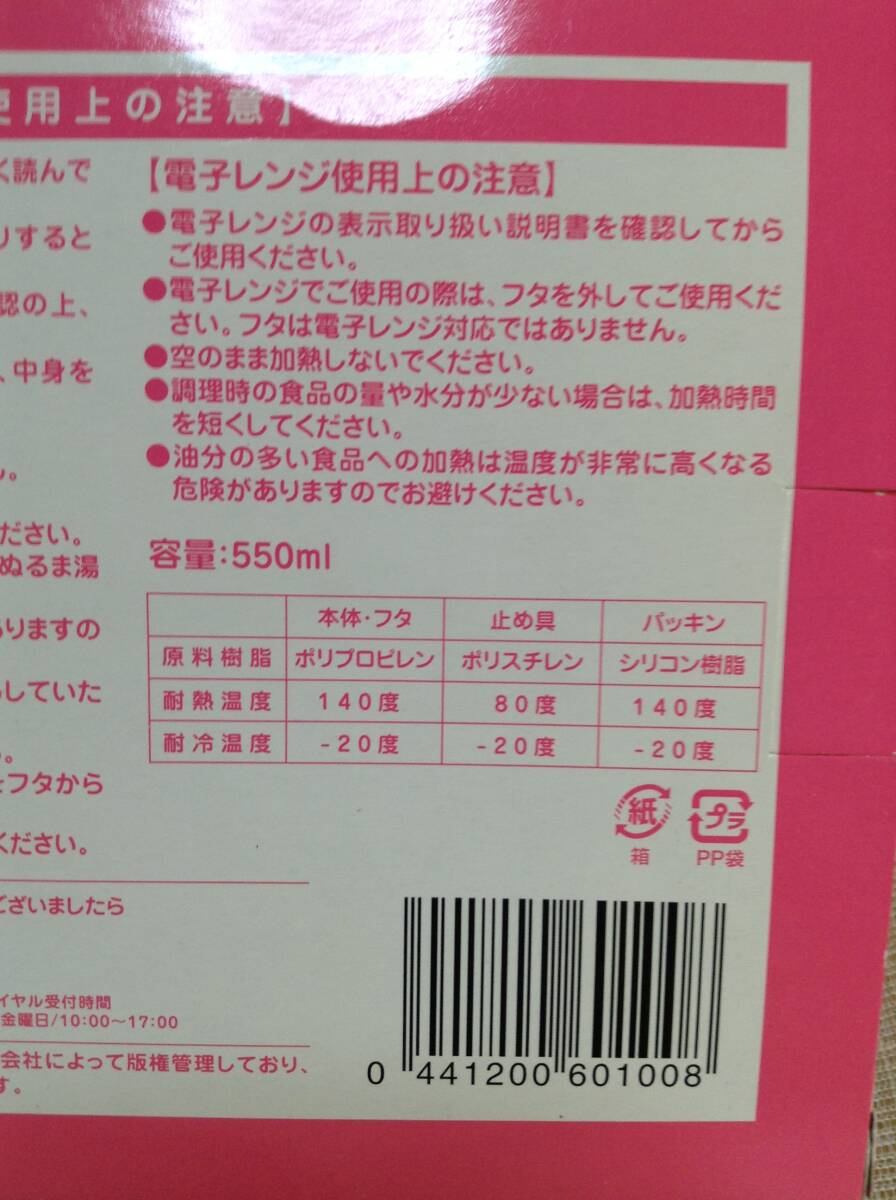 使用上の注意】
く読んで
りすると
認の上、
、中身を
ん。
ださい。
ぬるま湯
ありますの
していた
。
をフタから
ください。
ございましたら
イヤル受付時間
金曜日/10:00〜17:00
会社によって版権管理しており、
す。
【電子レンジ使用上の注意】
●電子レンジの表示取り扱い説明書を確認してから
ご使用ください。
●電子レンジでご使用の際は、フタを外してご使用くだ
さい。フタは電子レンジ対応ではありません。
●空のまま加熱しないでください。
●調理時の食品の量や水分が少ない場合は、加熱時間
を短くしてください。
●油分の多い食品への加熱は温度が非常に高くなる
危険がありますのでお避けください。
容量:550ml
本体・フタ 止め具 パッキン
原料樹脂 ポリプロピレン ポリスチレン シリコン樹脂
耐熱温度 140度 80度 140度
耐冷温度 -20度 -20度 -20度
紙 プラ
箱 PP袋
0 441200 601008